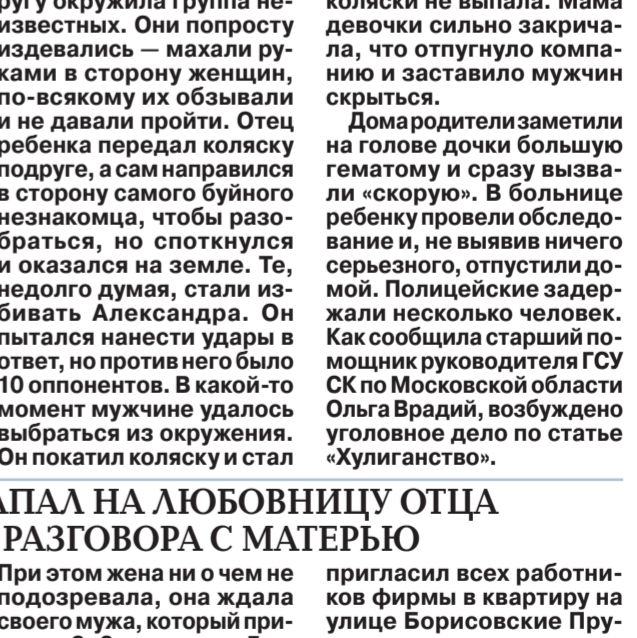 ругу окружила группа не-
известных. Они попросту
издевались — махали ру-
ками в сторону женщин,
по-всякому их обзывали
и не давали пройти. Отец
ребенка передал коляску
подруге, а сам направился
в сторону самого буйного
незнакомца, чтобы разо-
браться, но споткнулся
и оказался на земле. Те,
недолго думая, стали из-
бивать Александра. Он
пытался нанести удары в
ответ, но против него было
10 оппонентов. В какой-то
момент мужчине удалось
выбраться из окружения.
Он покатил коляску и стал
коляски не выпала. Мама
девочки сильно закрича-
ла, что отпугнуло компа-
нию и заставило мужчин
скрыться.
Дома родители заметили
на голове дочки большую
гематому и сразу вызва-
ли «скорую». В больнице
ребенку провели обследо-
вание и, не выявив ничего
серьезного, отпустили до-
мой. Полицейские задер-
жали несколько человек.
Как сообщила старший по-
мощник руководителя ГСУ
СК по Московской области
Ольга Врадий, возбуждено
уголовное дело по статье
«Хулиганство».
АПАЛ НА ЛЮБОВНИЦУ ОТЦА
РАЗГОВОРА С МАТЕРЬЮ
При этом жена ни о чем не
подозревала, она ждала
своего мужа, который при-
пригласил всех работни-
ков фирмы в квартиру на
улице Борисовские Пру-